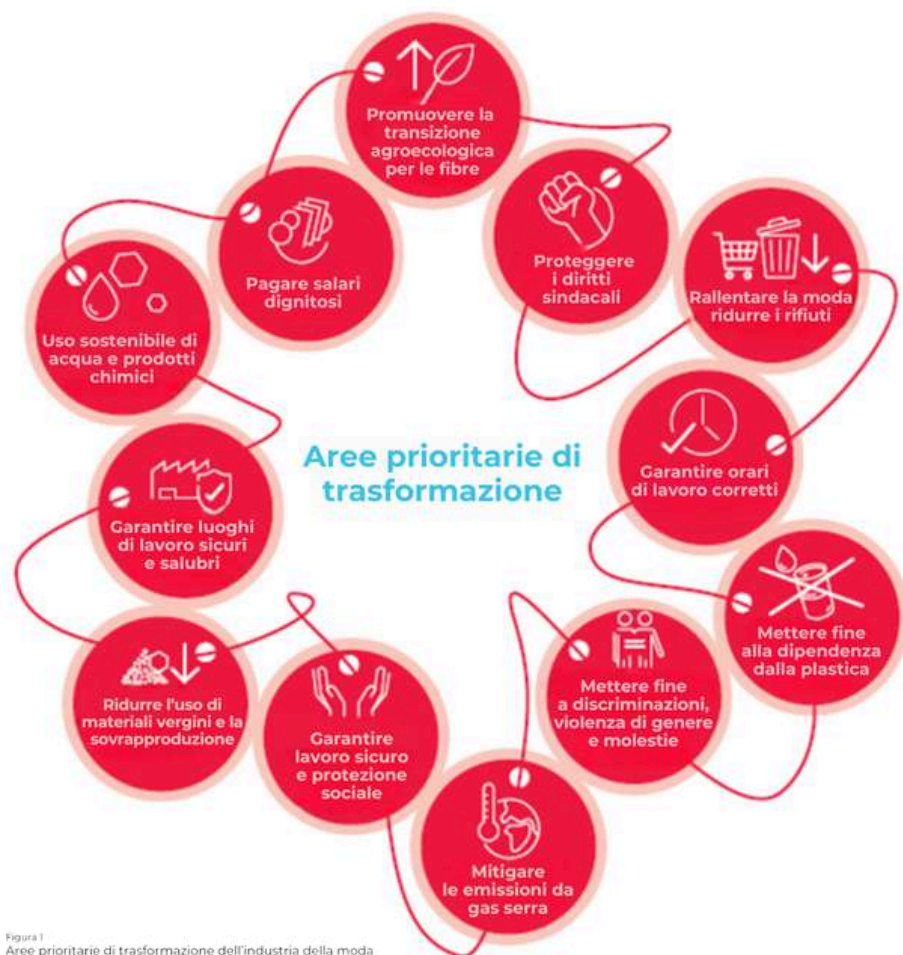 Promuovere la
transizione
agroecologica
per le fibre
Proteggere
i diritti
sindacali
Rallentare la moda
ridurre i rifiuti
Garantire orari
di lavoro corretti
Mettere fine
alla dipendenza
dalla plastica
Mettere fine
a discriminazioni,
violenza di genere
e molestie
Mitigare
le emissioni da
gas serra
Garantire
lavoro sicuro
e protezione
sociale
Ridurre l'uso di
materiali vergini e la
sovrapproduzione
Garantire luoghi
di lavoro sicuri
e salubri
Uso sostenibile di
acqua e prodotti
chimici
Pagare salari
dignitosi
Aree prioritarie di
trasformazione
Figura 1
Aree prioritarie di trasformazione dell'industria della moda